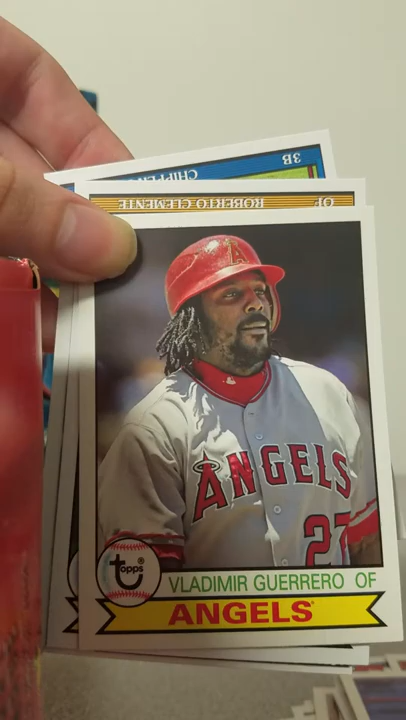 3B
CHIPPER
OF
ROBERTO CLEMENTE
A
ANGELS
27
topps®
VLADIMIR GUERRERO OF
ANGELS®